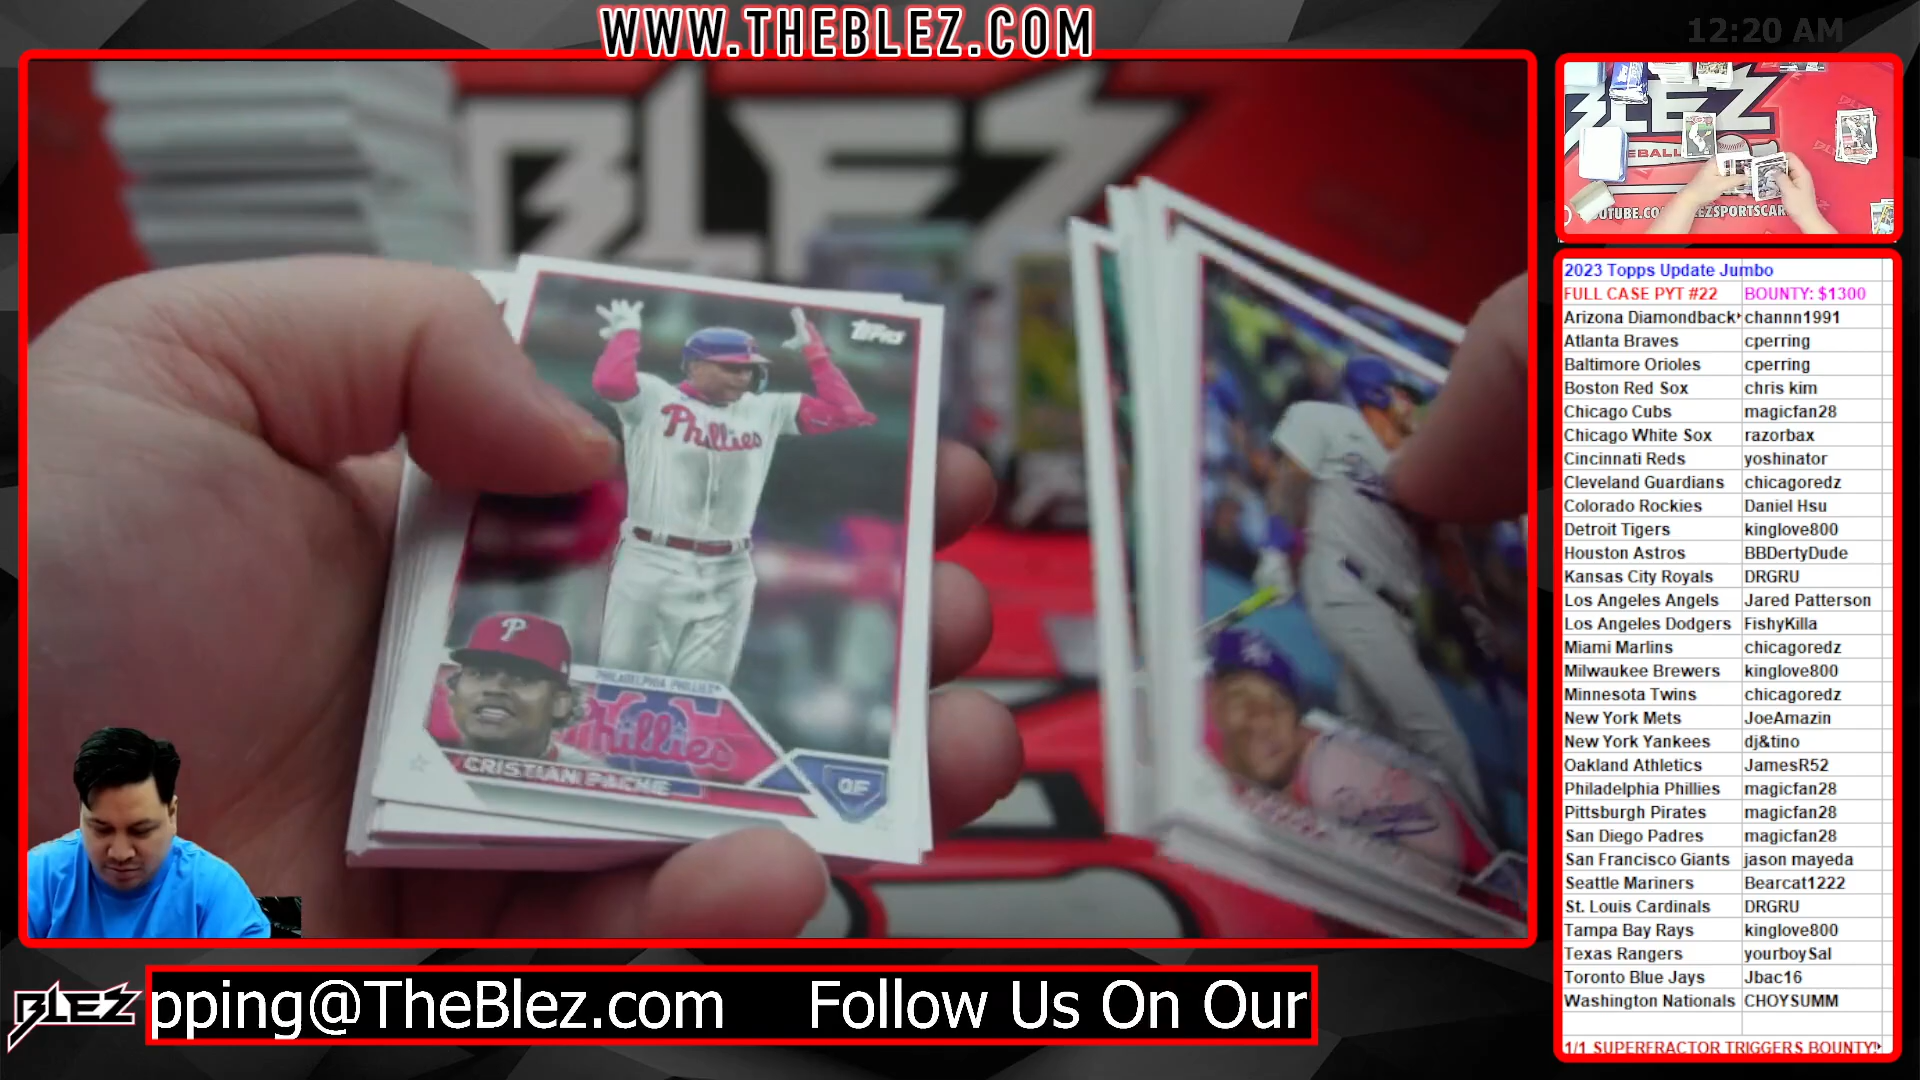 WWW.THEBLEZ.COM
12:20 AM
BLEZ
Topps
Phillies
P
PHILADELPHIA PHILLIES
Phillies
CRISTIAN PACHE
OF
BLEZ
2023 Topps Update Jumbo
FULL CASE PYT #22 BOUNTY: $1300
Arizona Diamondback channn1991
Atlanta Braves cperring
Baltimore Orioles cperring
Boston Red Sox chris kim
Chicago Cubs magicfan28
Chicago White Sox razorbax
Cincinnati Reds yoshinator
Cleveland Guardians chicagoredz
Colorado Rockies Daniel Hsu
Detroit Tigers kinglove800
Houston Astros BBDertyDude
Kansas City Royals DRGRU
Los Angeles Angels Jared Patterson
Los Angeles Dodgers FishyKilla
Miami Marlins chicagoredz
Milwaukee Brewers kinglove800
Minnesota Twins chicagoredz
New York Mets JoeAmazin
New York Yankees dj&tino
Oakland Athletics JamesR52
Philadelphia Phillies magicfan28
Pittsburgh Pirates magicfan28
San Diego Padres magicfan28
San Francisco Giants jason mayeda
Seattle Mariners Bearcat1222
St. Louis Cardinals DRGRU
Tampa Bay Rays kinglove800
Texas Rangers yourboySal
Toronto Blue Jays Jbac16
Washington Nationals CHOYSUMM
1/1 SUPERFRACTOR TRIGGERS BOUNTY!
BLEZ
pping@TheBlez.com Follow Us On Our